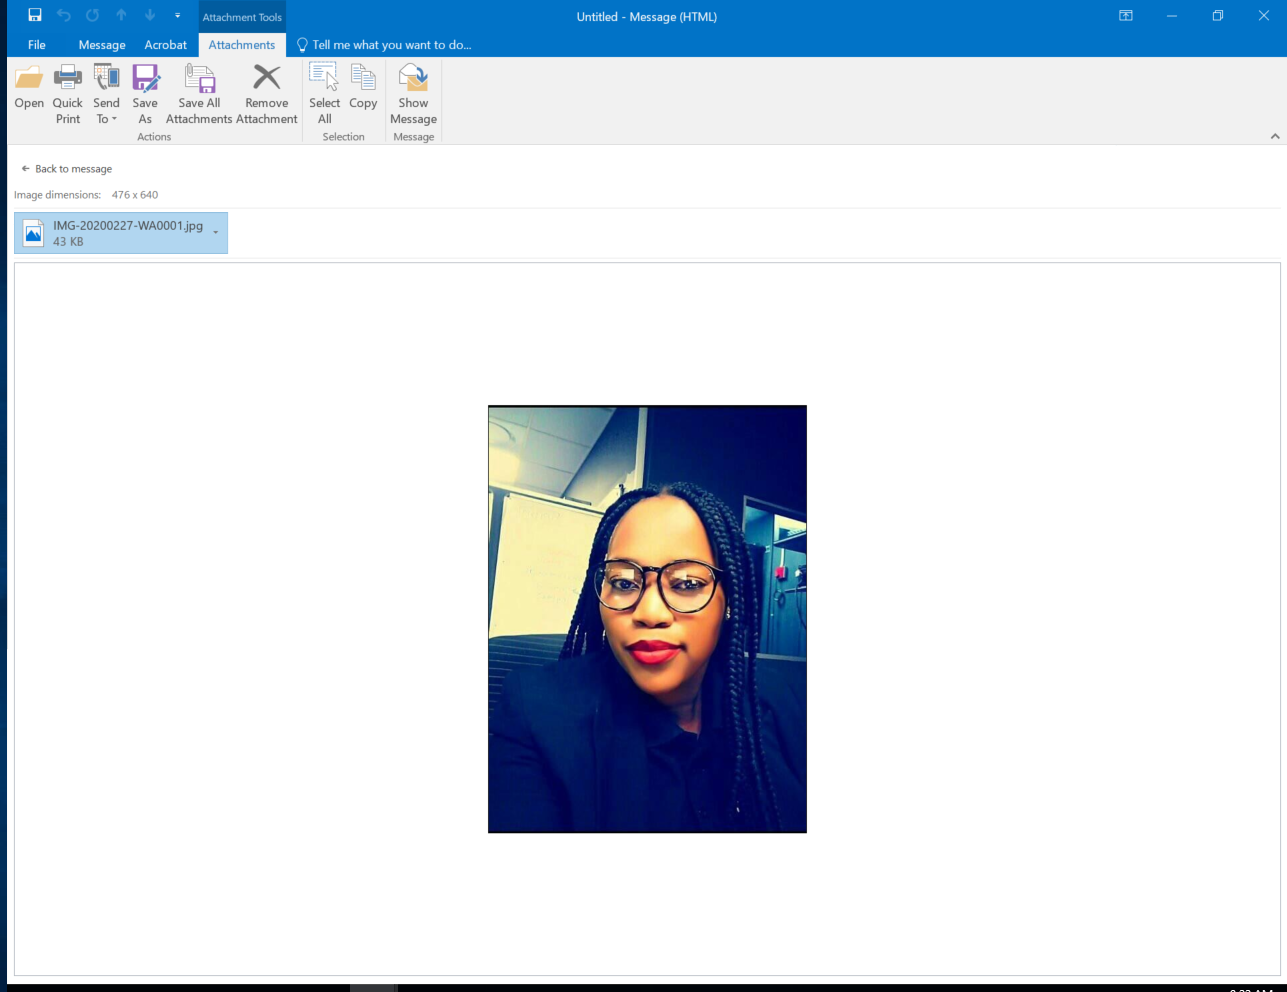 Attachment Tools
Untitled - Message (HTML)
File Message Acrobat Attachments Tell me what you want to do...
Open Quick Print Send To Save As Save All Attachments Remove Attachment Select All Copy Show Message
Actions Selection Message
Back to message
Image dimensions: 476 x 640
IMG-20200227-WA0001.jpg
43 KB